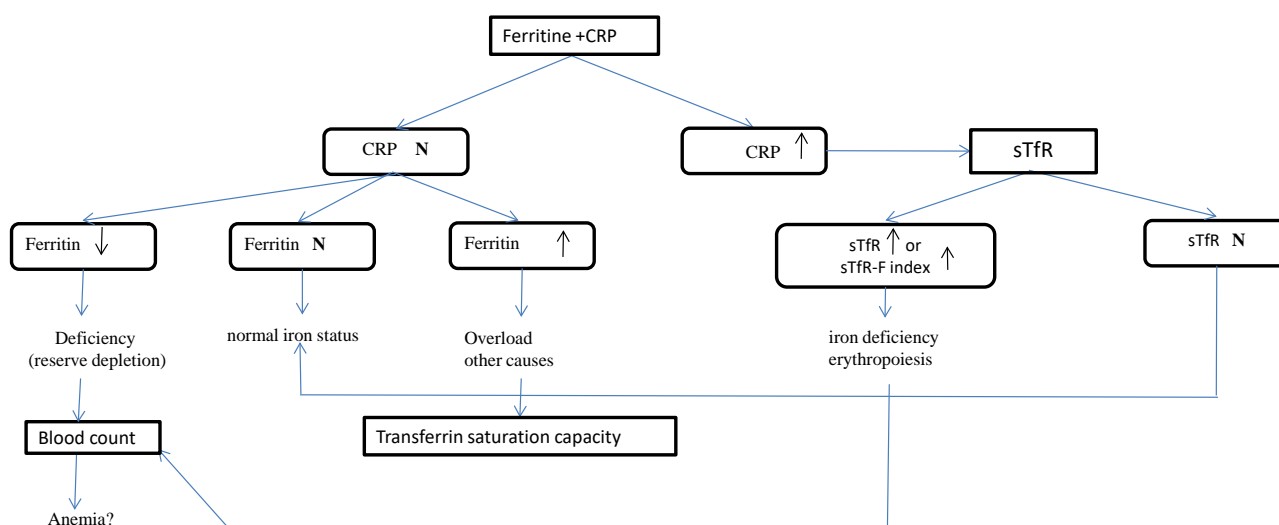 Ferritine +CRP
CRP N
CRP ↑
sTfR
Ferritin ↓
Ferritin N
Ferritin ↑
sTfR ↑ or
sTfR-F index ↑
sTfR N
Deficiency
(reserve depletion)
normal iron status
Overload
other causes
iron deficiency
erythropoiesis
Blood count
Transferrin saturation capacity
Anemia?